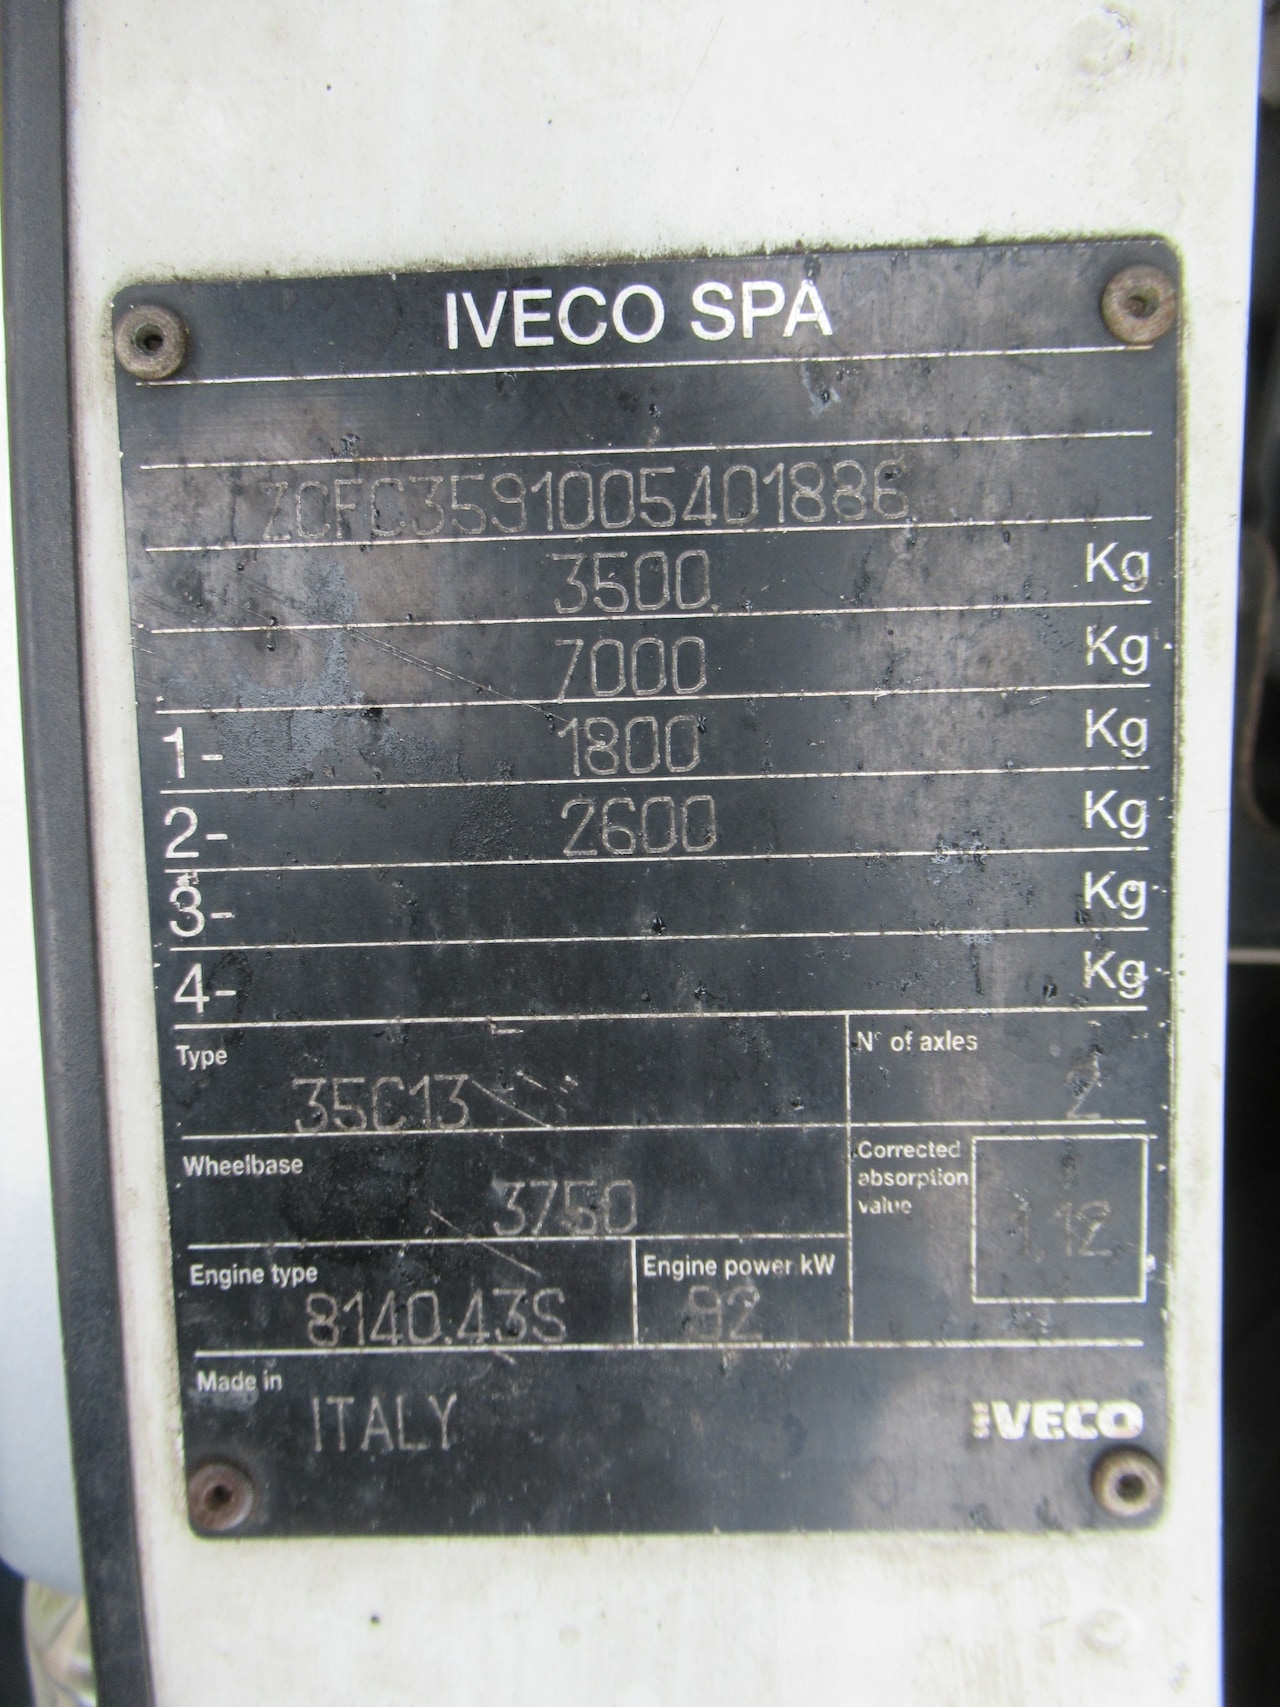 IVECO SPA
ZCFC3591005401886
3500 Kg
7000 Kg
1- 1800 Kg
2- 2600 Kg
3- Kg
4- Kg
Type N° of axles
35C13 2
Wheelbase Corrected absorption value
3750 1,12
Engine type Engine power kW
8140.43S 92
Made in
ITALY
IVECO